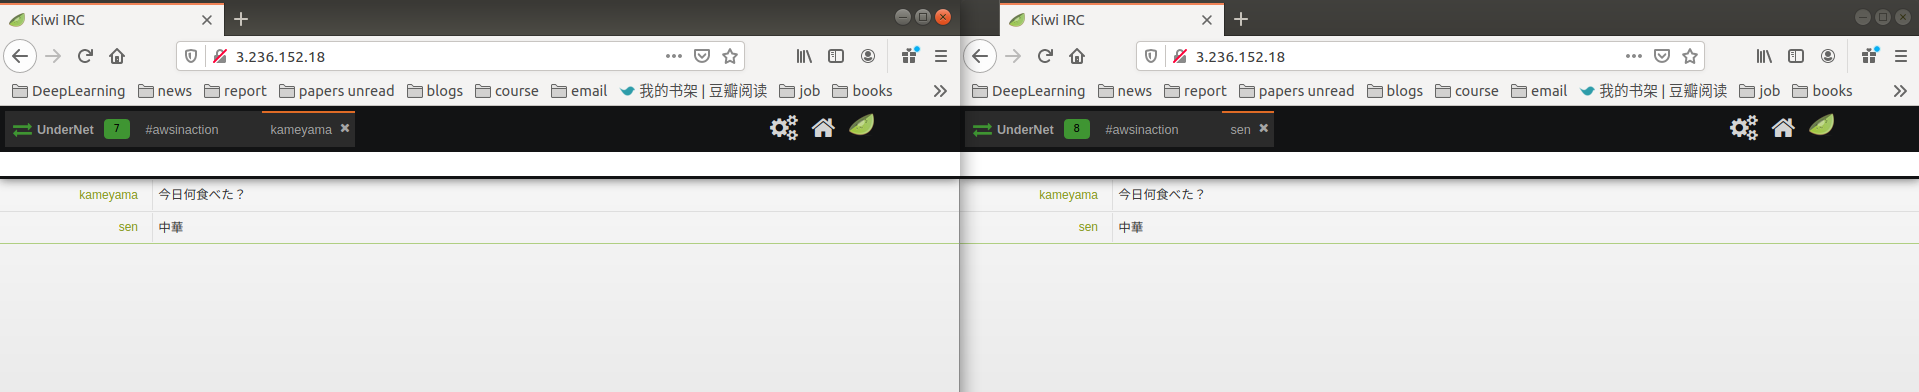 Kiwi IRC
3.236.152.18
DeepLearning news report papers unread blogs course email 我的书架 | 豆瓣阅读 job books
UnderNet 7 #awsinaction kameyama
kameyama 今日何食べた？
sen 中華
Kiwi IRC
3.236.152.18
DeepLearning news report papers unread blogs course email 我的书架 | 豆瓣阅读 job books
UnderNet 8 #awsinaction sen
kameyama 今日何食べた？
sen 中華